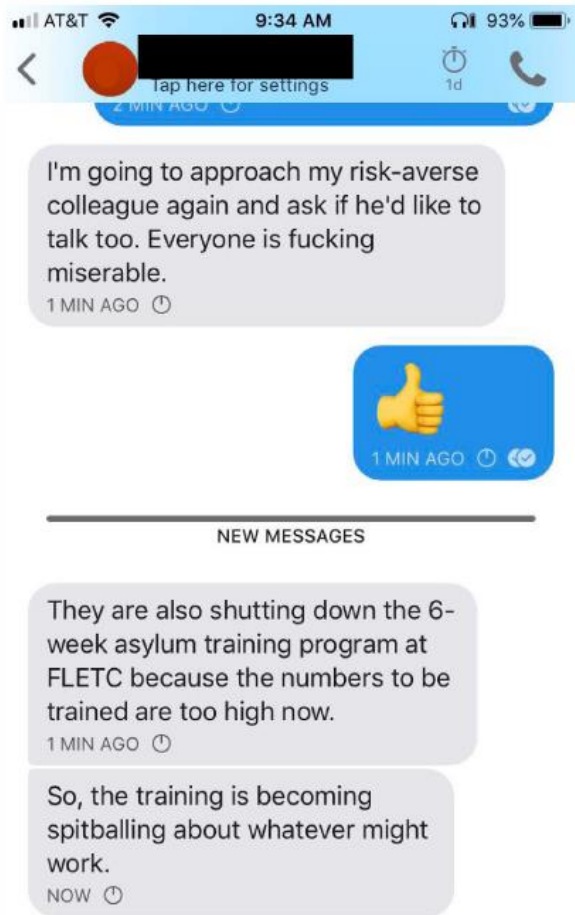 AT&T 9:34 AM 93%
Tap here for settings
1d
2 MIN AGO
I'm going to approach my risk-averse
colleague again and ask if he'd like to
talk too. Everyone is fucking
miserable.
1 MIN AGO
👍
1 MIN AGO
NEW MESSAGES
They are also shutting down the 6-
week asylum training program at
FLETC because the numbers to be
trained are too high now.
1 MIN AGO
So, the training is becoming
spitballing about whatever might
work.
NOW